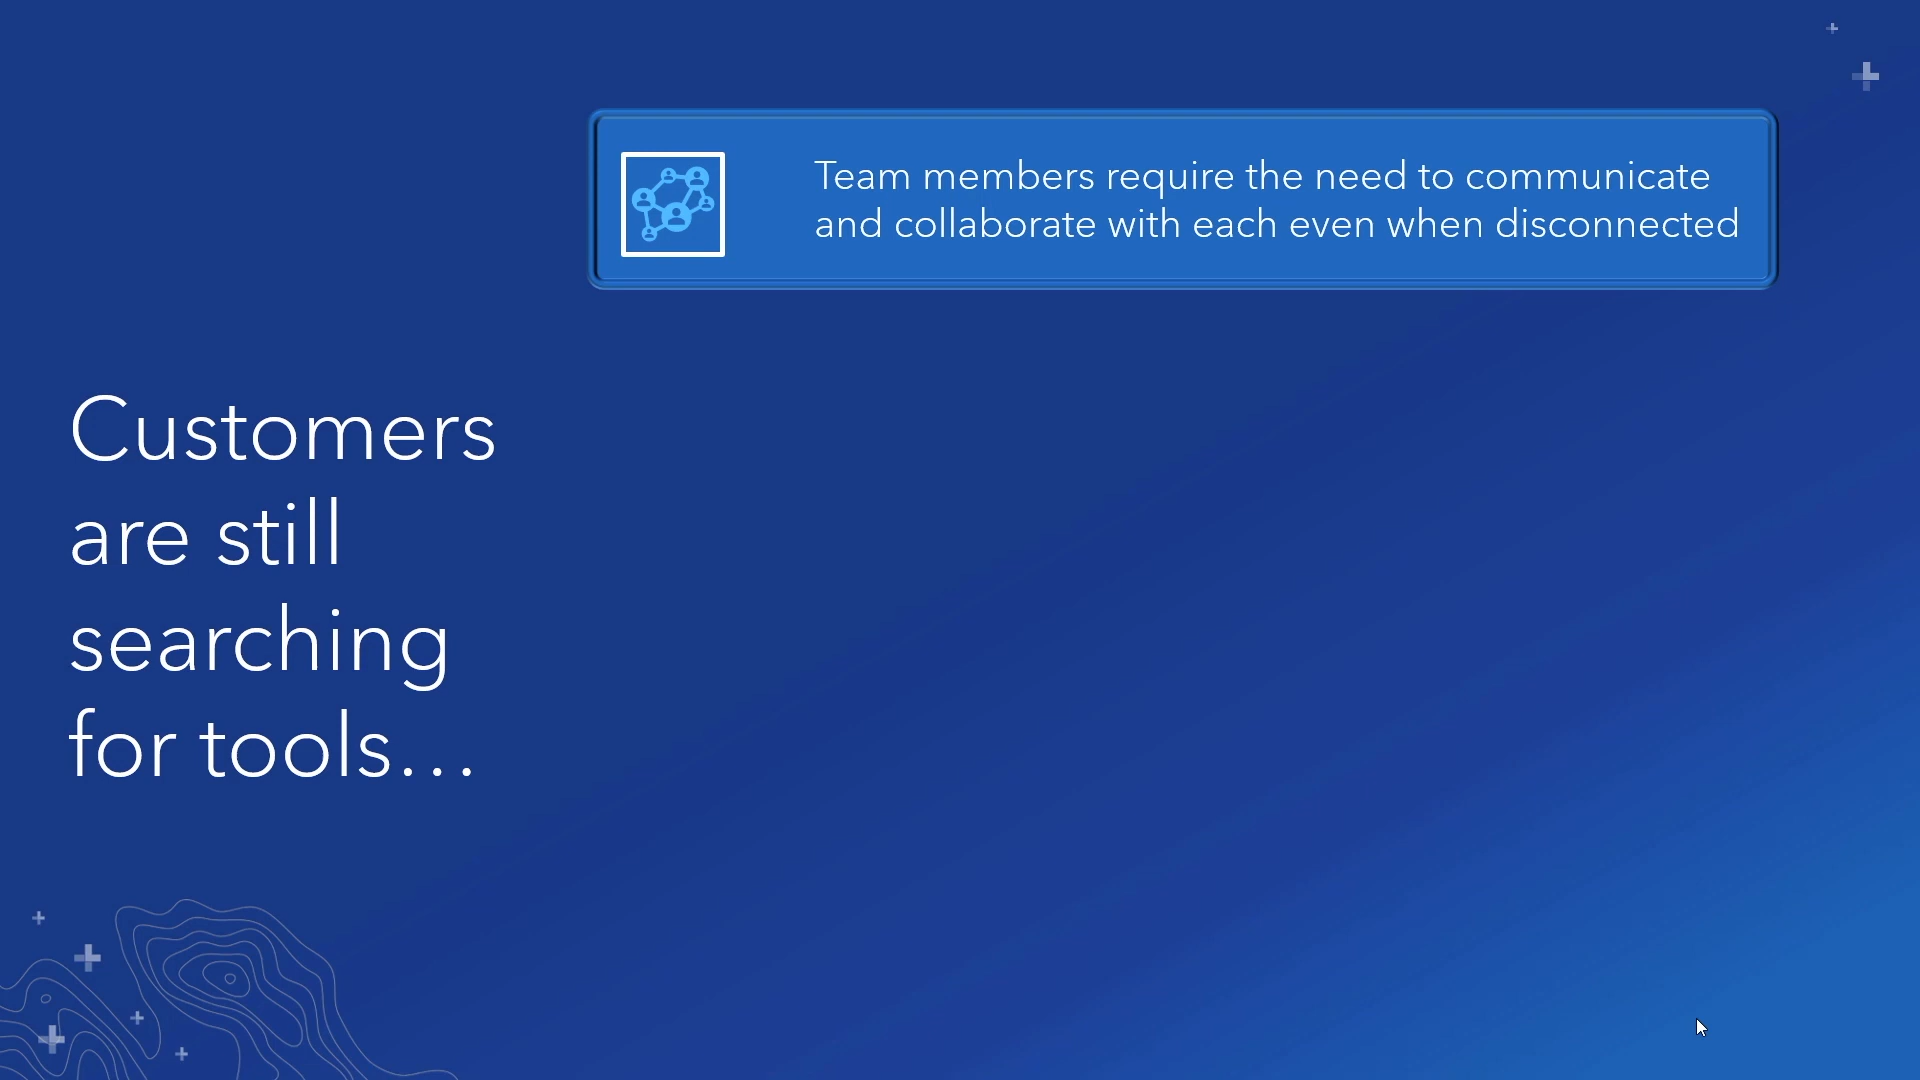 Customers
are still
searching
for tools...
Team members require the need to communicate
and collaborate with each even when disconnected